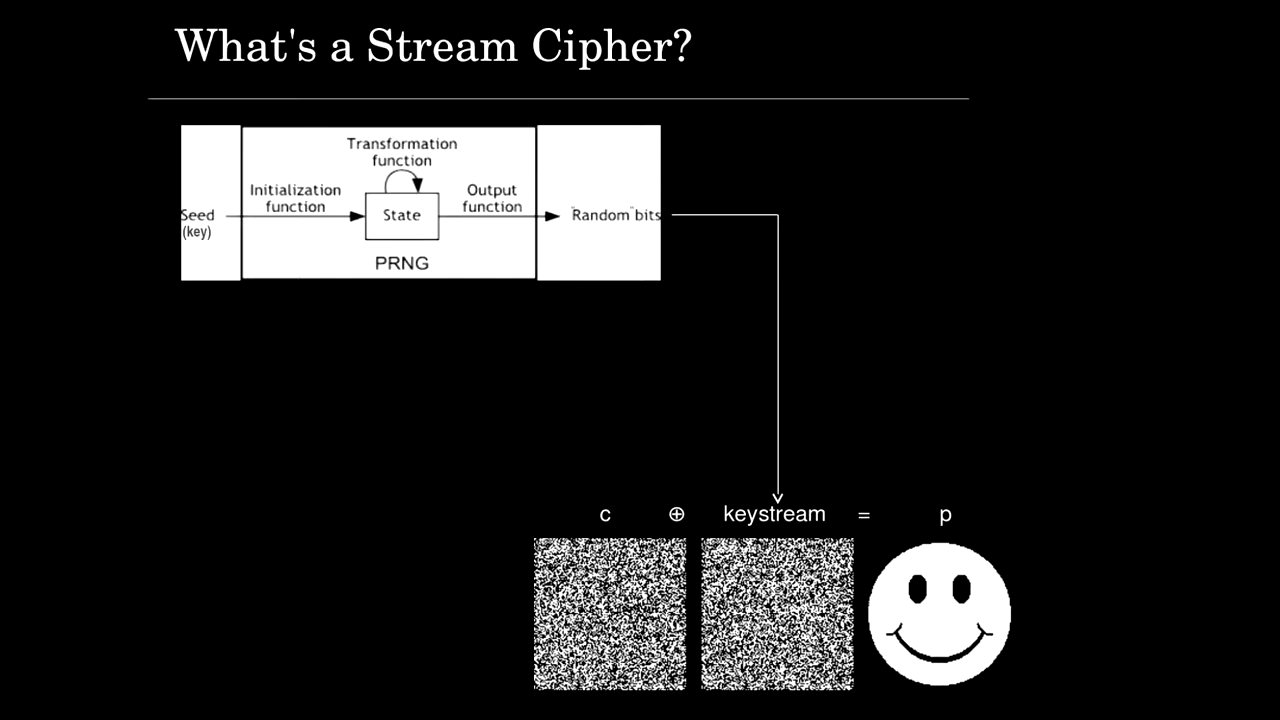 What's a Stream Cipher?
Transformation
function
Initialization
function
Output
function
Seed
(key)
State
"Random" bits
PRNG
c ⊕ keystream = p